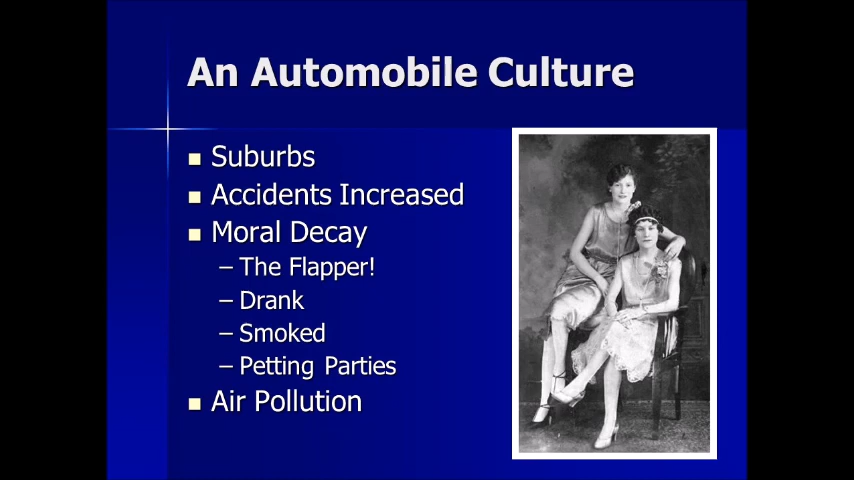 An Automobile Culture
Suburbs
Accidents Increased
Moral Decay
– The Flapper!
– Drank
– Smoked
– Petting Parties
Air Pollution